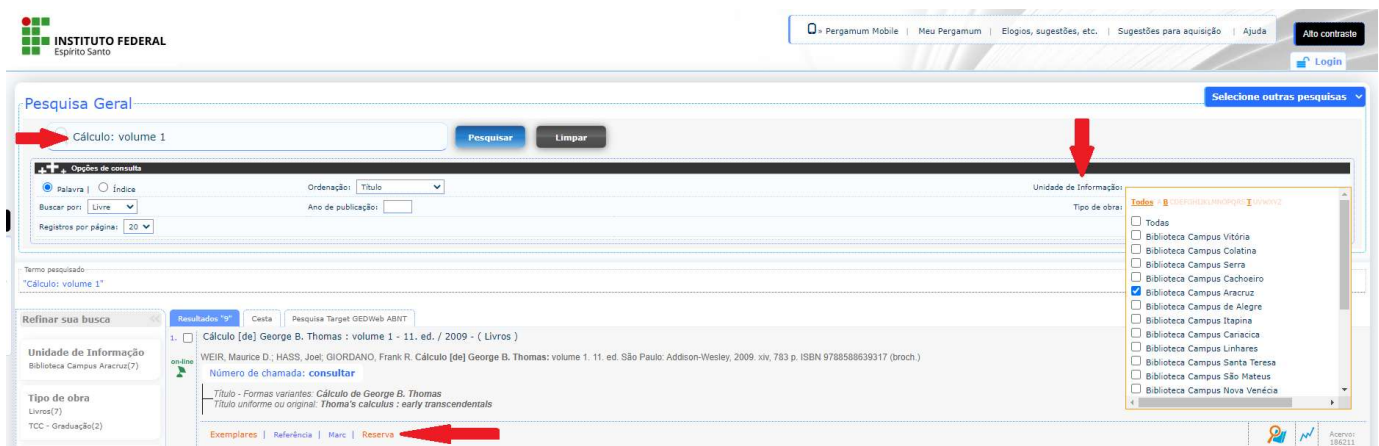 INSTITUTO FEDERAL
Espírito Santo
» Pergamum Mobile | Meu Pergamum | Elogios, sugestões, etc. | Sugestões para aquisição | Ajuda
Alto contraste
Login
Pesquisa Geral
Selecione outras pesquisas
Cálculo: volume 1
Pesquisar
Limpar
Opções de consulta
Palavra | Índice
Ordenação: Título
Unidade de Informação:
Buscar por: Livre
Ano de publicação:
Tipo de obra:
Registros por página: 20
Todos A B C D E F G H I J K L M N O P Q R S T U V W X Y Z
Todas
Biblioteca Campus Vitória
Biblioteca Campus Colatina
Biblioteca Campus Serra
Biblioteca Campus Cachoeiro
Biblioteca Campus Aracruz
Biblioteca Campus de Alegre
Biblioteca Campus Itapina
Biblioteca Campus Cariacica
Biblioteca Campus Linhares
Biblioteca Campus Santa Teresa
Biblioteca Campus São Mateus
Biblioteca Campus Nova Venécia
Termo pesquisado
"Cálculo: volume 1"
Refinar sua busca
Unidade de Informação
Biblioteca Campus Aracruz(7)
Tipo de obra
Livros(7)
TCC - Graduação(2)
Resultados "9"
Cesta
Pesquisa Target GEDWeb ABNT
1. Cálculo [de] George B. Thomas : volume 1 - 11. ed. / 2009 - ( Livros )
on-line
WEIR, Maurice D.; HASS, Joel; GIORDANO, Frank R. Cálculo [de] George B. Thomas: volume 1. 11. ed. São Paulo: Addison-Wesley, 2009. xiv, 783 p. ISBN 9788588639317 (broch.)
Número de chamada: consultar
Título - Formas variantes: Cálculo de George B. Thomas
Título uniforme ou original: Thoma's calculus : early transcendentals
Exemplares | Referência | Marc | Reserva
Acervo:
186211